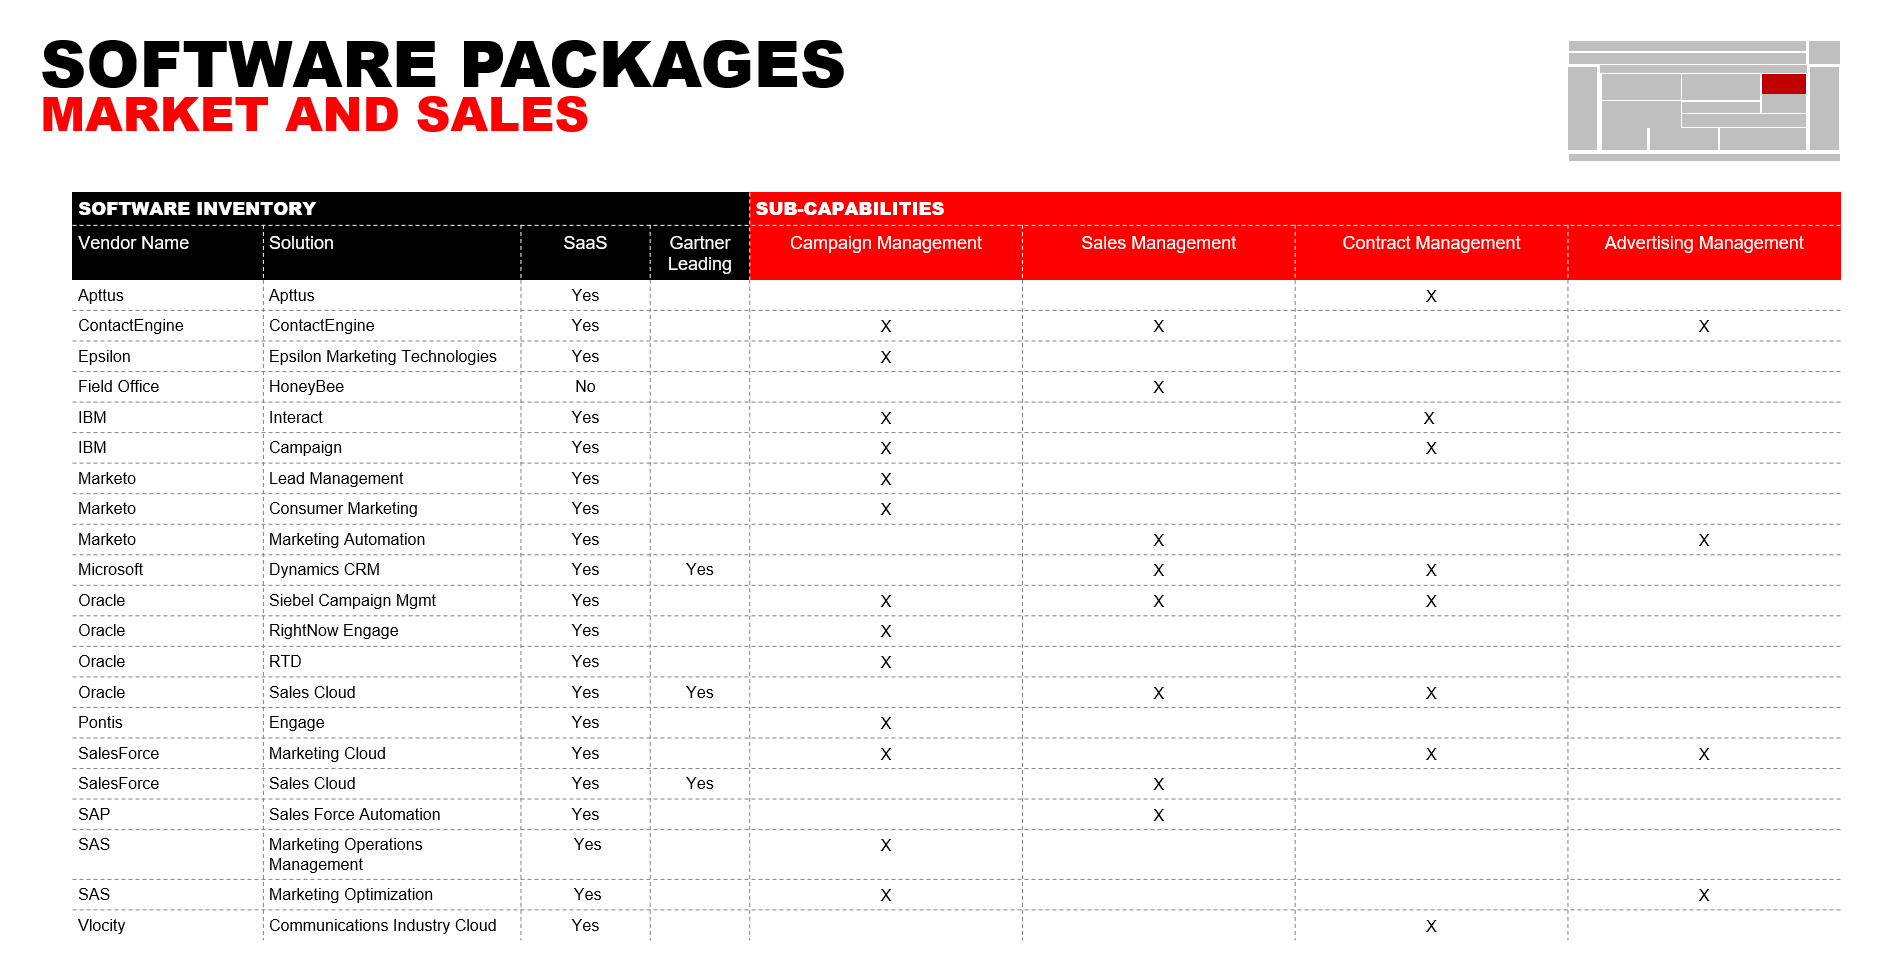 SOFTWARE PACKAGES
MARKET AND SALES
SOFTWARE INVENTORY SUB-CAPABILITIES
Vendor Name Solution SaaS Gartner Leading Campaign Management Sales Management Contract Management Advertising Management
Apttus Apttus Yes X
ContactEngine ContactEngine Yes X X X
Epsilon Epsilon Marketing Technologies Yes X
Field Office HoneyBee No X
IBM Interact Yes X X
IBM Campaign Yes X X
Marketo Lead Management Yes X
Marketo Consumer Marketing Yes X
Marketo Marketing Automation Yes X X
Microsoft Dynamics CRM Yes Yes X X
Oracle Siebel Campaign Mgmt Yes X X X
Oracle RightNow Engage Yes X
Oracle RTD Yes X
Oracle Sales Cloud Yes Yes X X
Pontis Engage Yes X
SalesForce Marketing Cloud Yes X X X
SalesForce Sales Cloud Yes Yes X
SAP Sales Force Automation Yes X
SAS Marketing Operations Management Yes X
SAS Marketing Optimization Yes X X
Vlocity Communications Industry Cloud Yes X